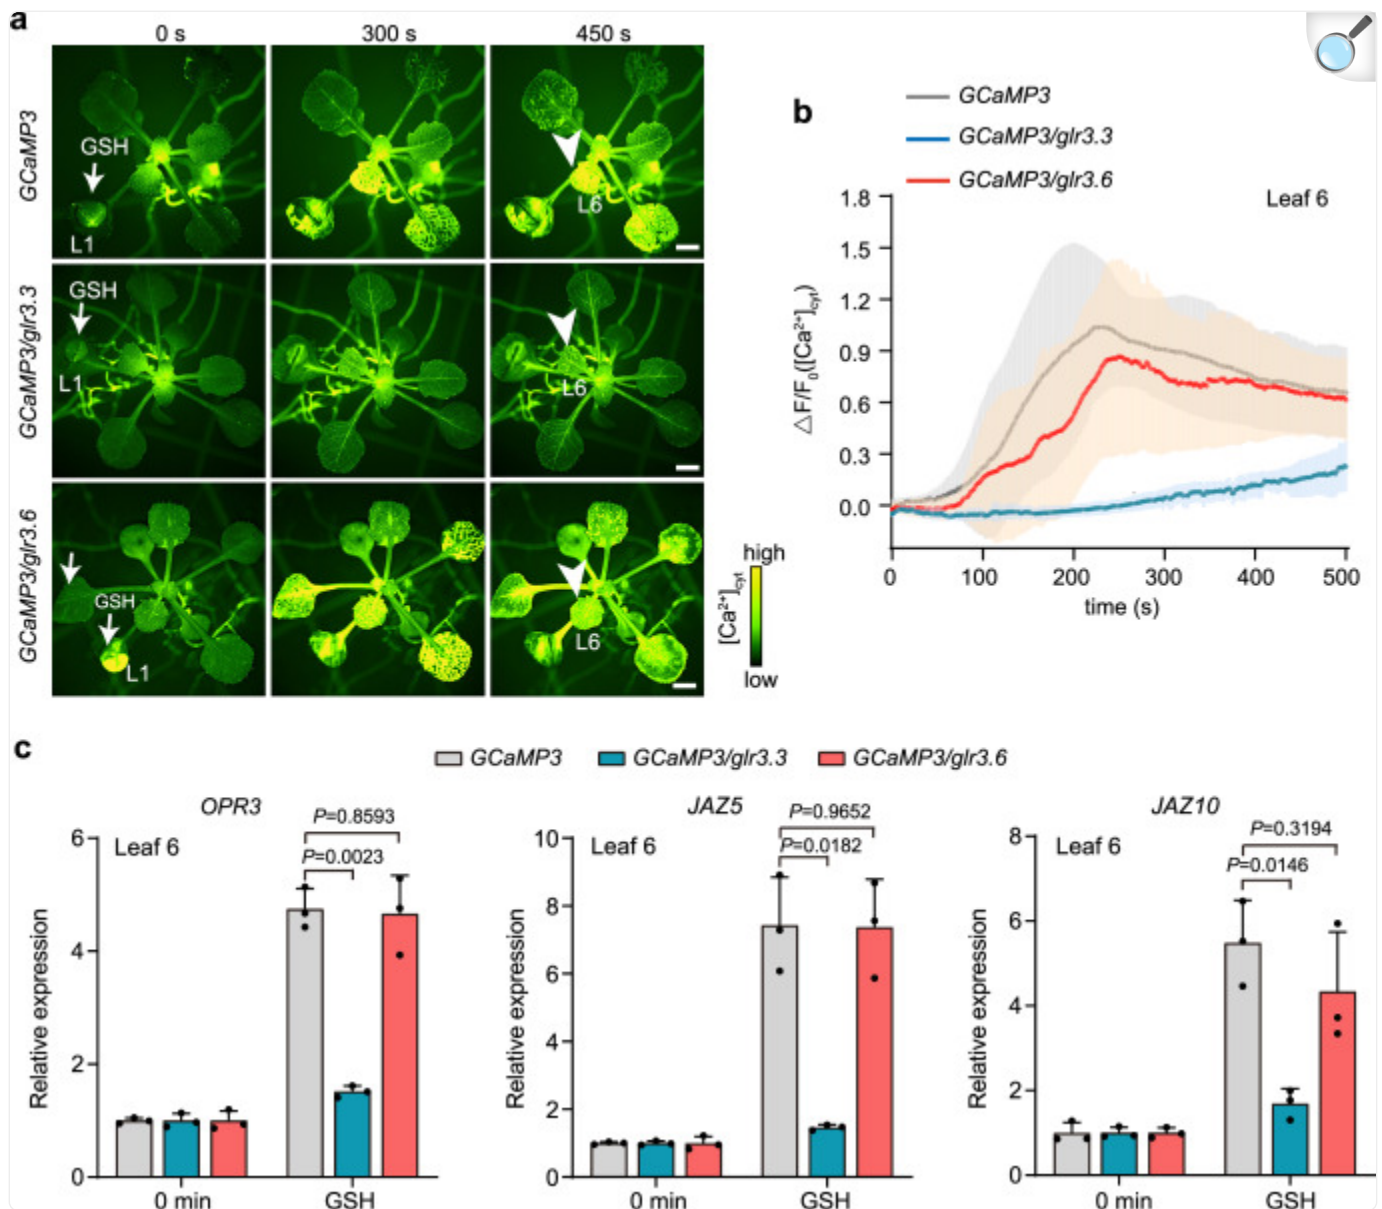 a
0 s 300 s 450 s
GCaMP3
GSH
L1
L6
GCaMP3/glr3.3
GSH
L1
L6
GCaMP3/glr3.6
GSH
L1
L6
high
[Ca²⁺]cyt
low
b
GCaMP3
GCaMP3/glr3.3
GCaMP3/glr3.6
Leaf 6
△F/F₀([Ca²⁺]cyt)
1.8
1.5
1.2
0.9
0.6
0.3
0.0
0 100 200 300 400 500
time (s)
c
GCaMP3 GCaMP3/glr3.3 GCaMP3/glr3.6
OPR3
Leaf 6
P=0.8593
P=0.0023
Relative expression
6
4
2
0
0 min GSH
JAZ5
Leaf 6
P=0.9652
P=0.0182
Relative expression
10
8
6
4
2
0
0 min GSH
JAZ10
Leaf 6
P=0.3194
P=0.0146
Relative expression
8
6
4
2
0
0 min GSH